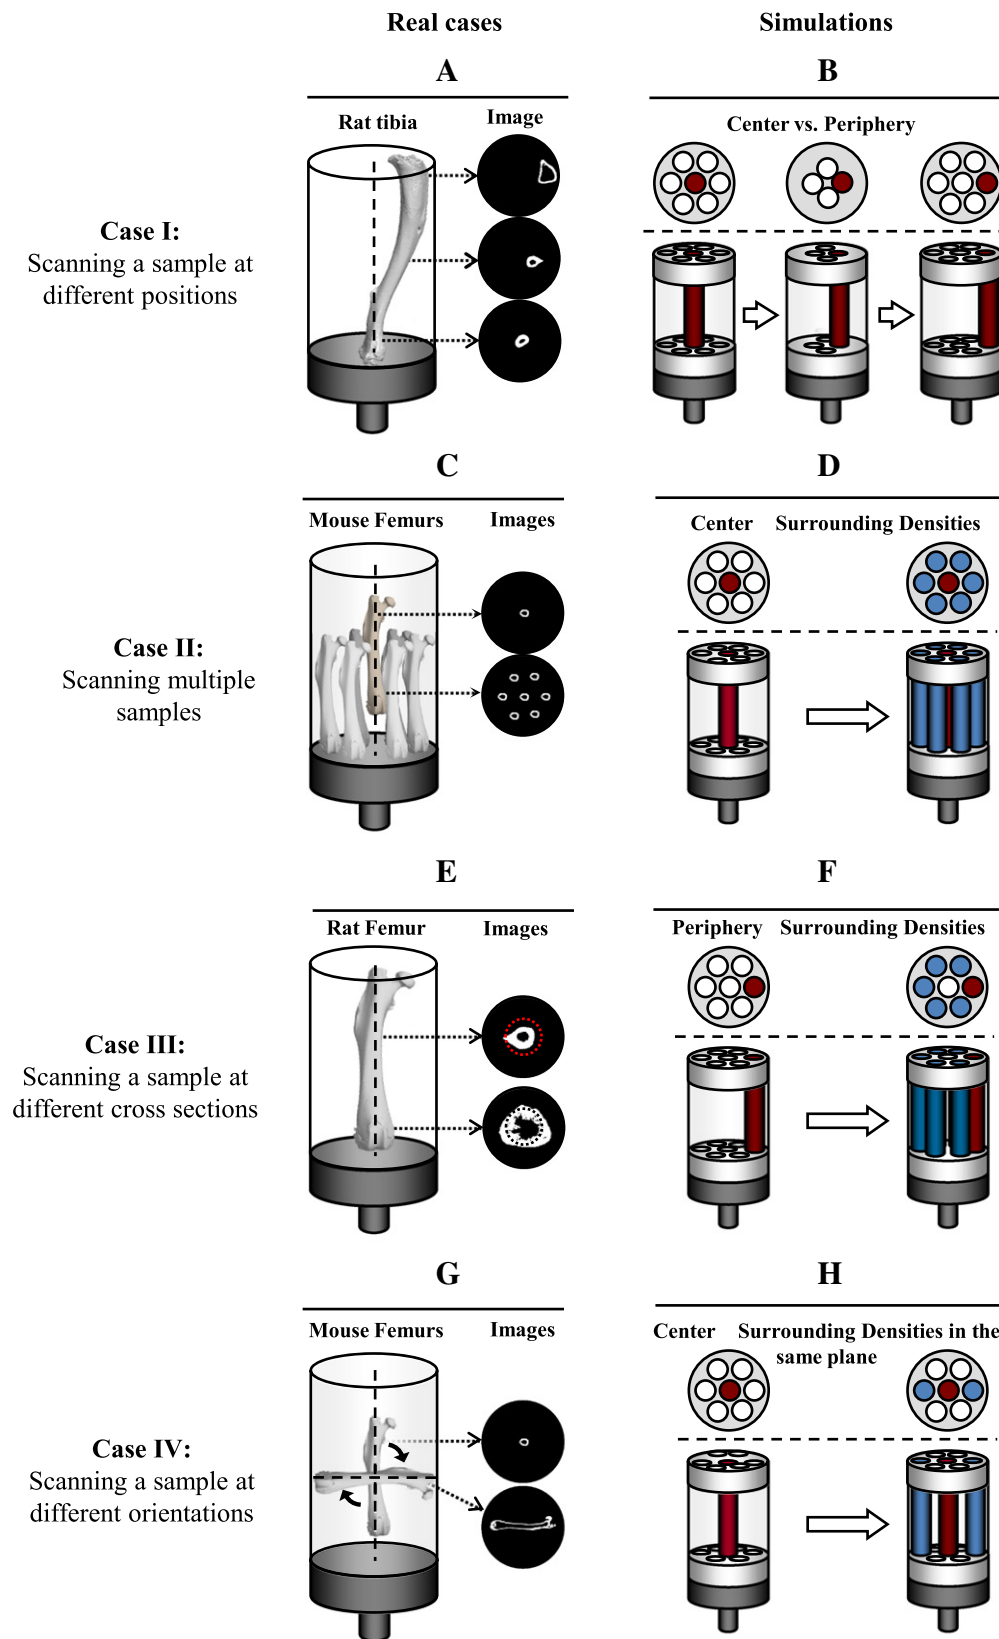 Real cases
Simulations
A
B
Rat tibia
Image
Center vs. Periphery
Case I:
Scanning a sample at
different positions
C
D
Mouse Femurs
Images
Center
Surrounding Densities
Case II:
Scanning multiple
samples
E
F
Rat Femur
Images
Periphery
Surrounding Densities
Case III:
Scanning a sample at
different cross sections
G
H
Mouse Femurs
Images
Center
Surrounding Densities in the
same plane
Case IV:
Scanning a sample at
different orientations